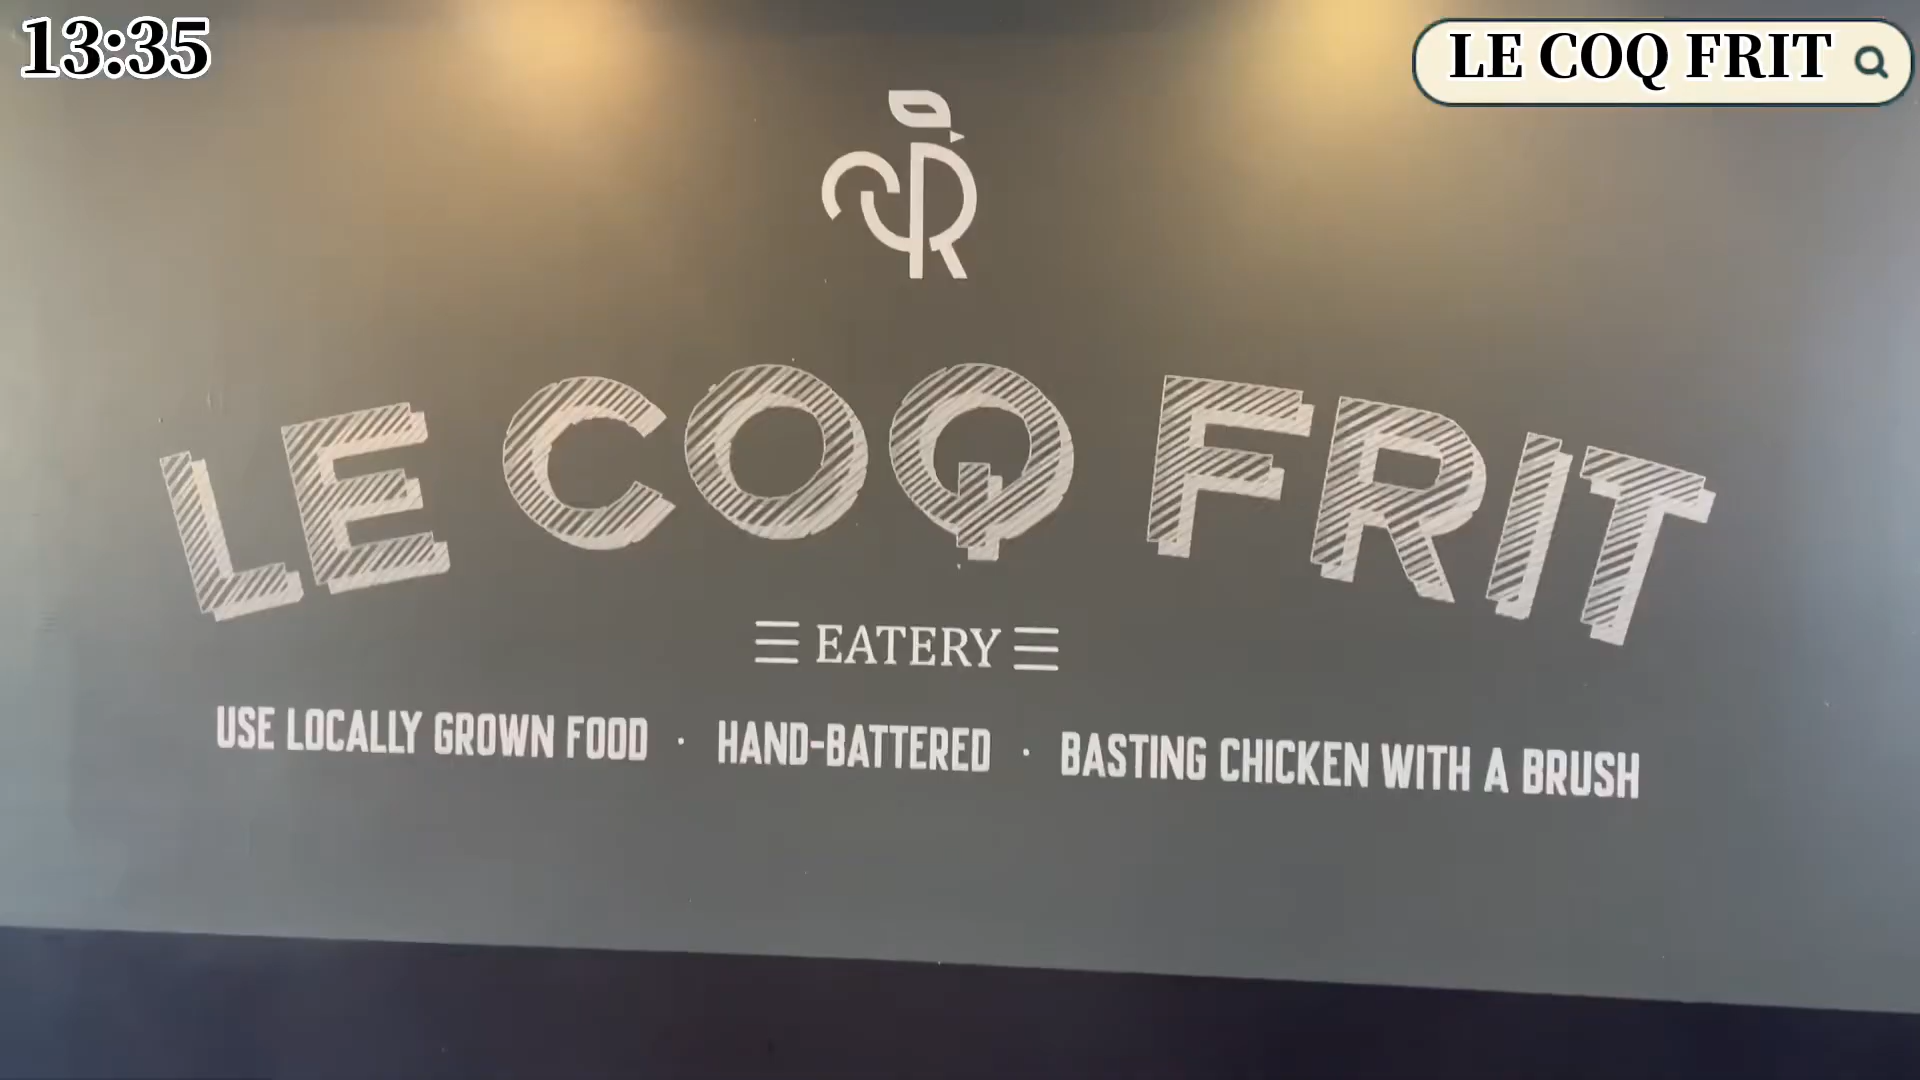 13:35
LE COQ FRIT
LE COQ FRIT
EATERY
USE LOCALLY GROWN FOOD · HAND-BATTERED · BASTING CHICKEN WITH A BRUSH